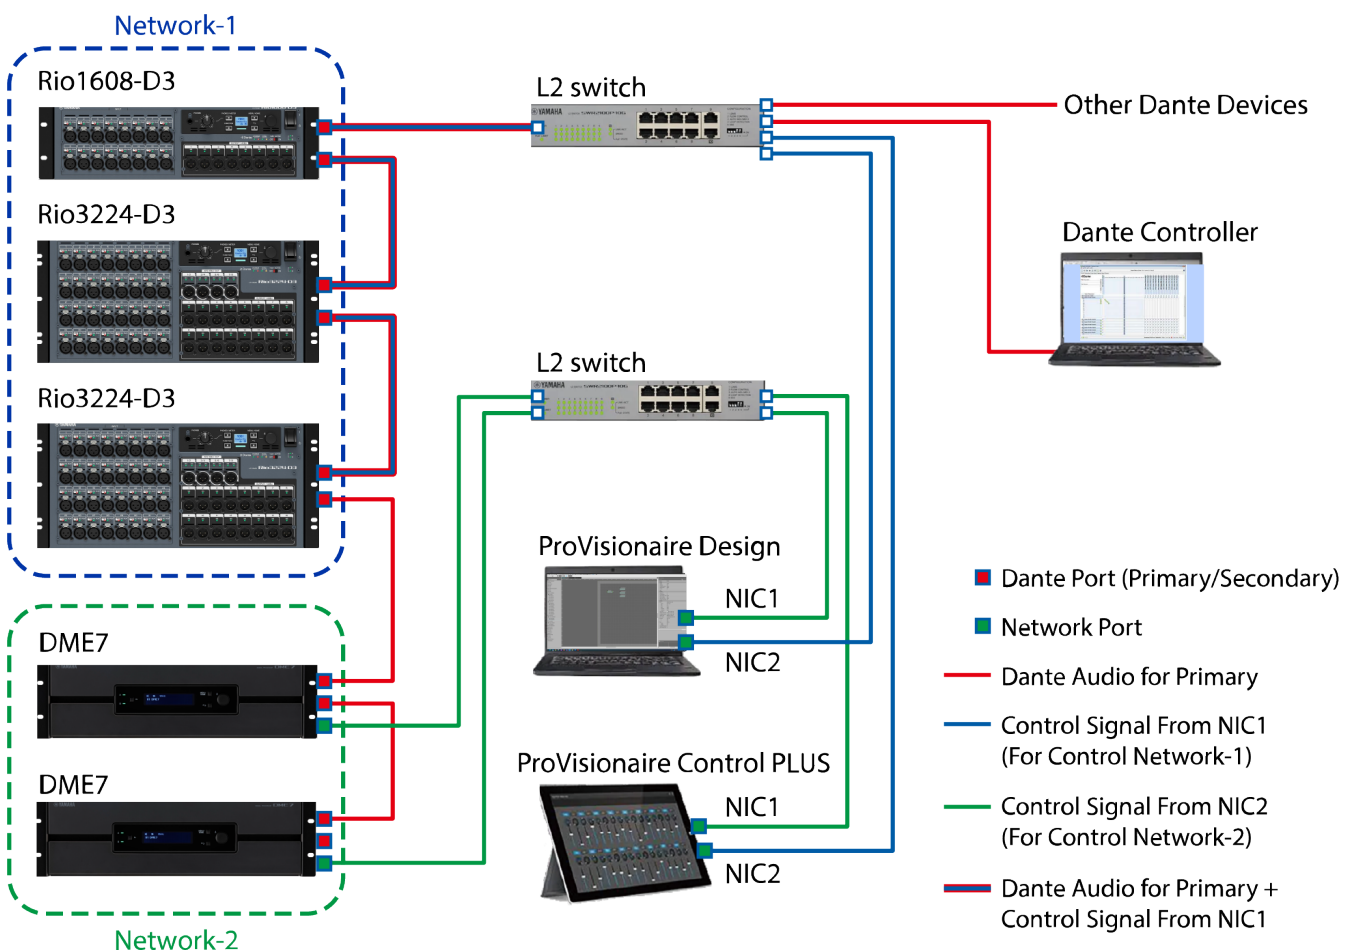 Network-1
Rio1608-D3
Rio3224-D3
Rio3224-D3
DME7
DME7
Network-2
L2 switch
YAMAHA
L2 switch
YAMAHA
Other Dante Devices
Dante Controller
ProVisionaire Design
NIC1
NIC2
ProVisionaire Control PLUS
NIC1
NIC2
Dante Port (Primary/Secondary)
Network Port
Dante Audio for Primary
Control Signal From NIC1
(For Control Network-1)
Control Signal From NIC2
(For Control Network-2)
Dante Audio for Primary +
Control Signal From NIC1